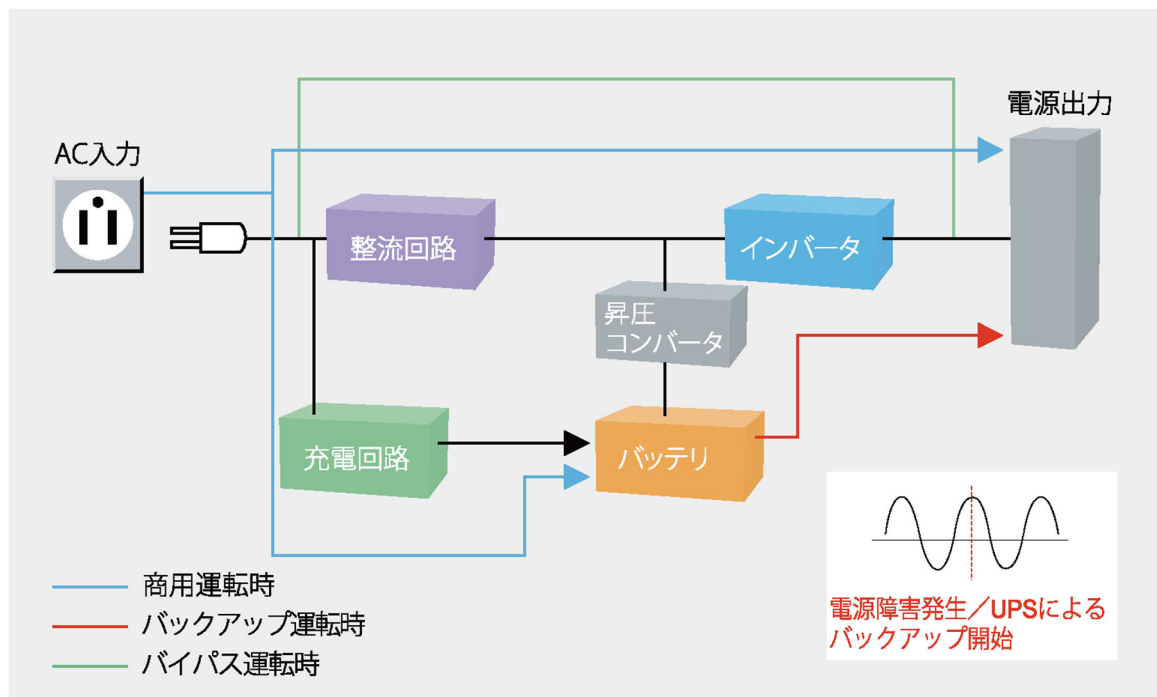 電源出力
AC入力
整流回路
インバータ
昇圧
コンバータ
充電回路
バッテリ
商用運転時
バックアップ運転時
バイパス運転時
電源障害発生／UPSによる
バックアップ開始